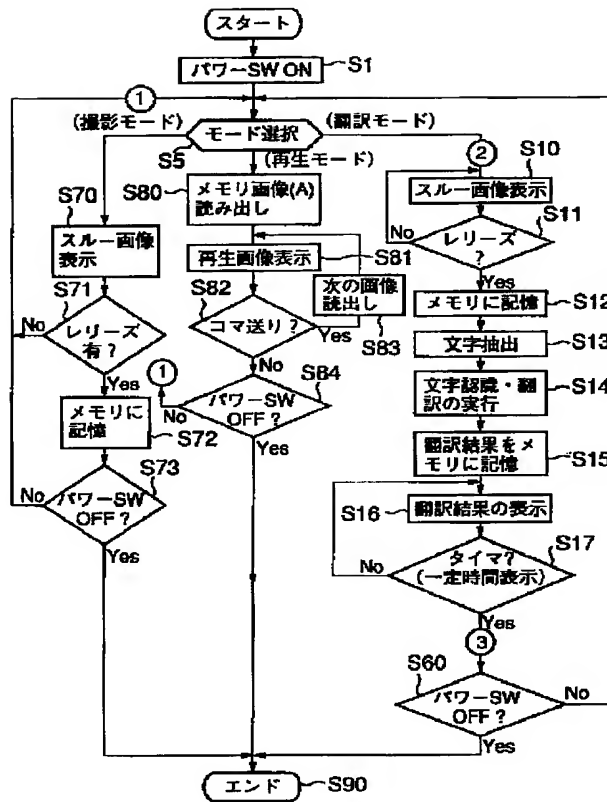 スタート
パワーSW ON
S1
1
(撮影モード)
モード選択
(翻訳モード)
S5
(再生モード)
2
S80
メモリ画像(A)
読み出し
S10
スルー画像表示
S70
スルー画像
表示
再生画像表示
S81
No
レリーズ
?
S11
Yes
S71
レリーズ
有?
No
Yes
S82
コマ送り?
Yes
次の画像
読出し
S83
No
メモリに記憶
S12
文字抽出
S13
1
No
パワーSW
OFF?
S84
Yes
文字認識・翻
訳の実行
S14
メモリに
記憶
S72
翻訳結果をメ
モリに記憶
S15
S73
No
パワーSW
OFF?
Yes
S16
翻訳結果の表示
No
タイマ?
(一定時間表示)
S17
Yes
3
S60
パワーSW
OFF?
No
Yes
エンド
S90